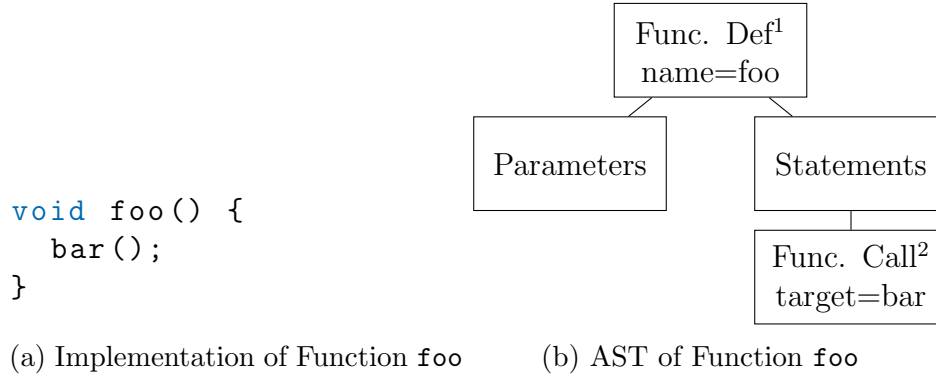 Func. Def¹
name=foo
Parameters
Statements
Func. Call²
target=bar
void foo() {
  bar();
}
(a) Implementation of Function foo
(b) AST of Function foo